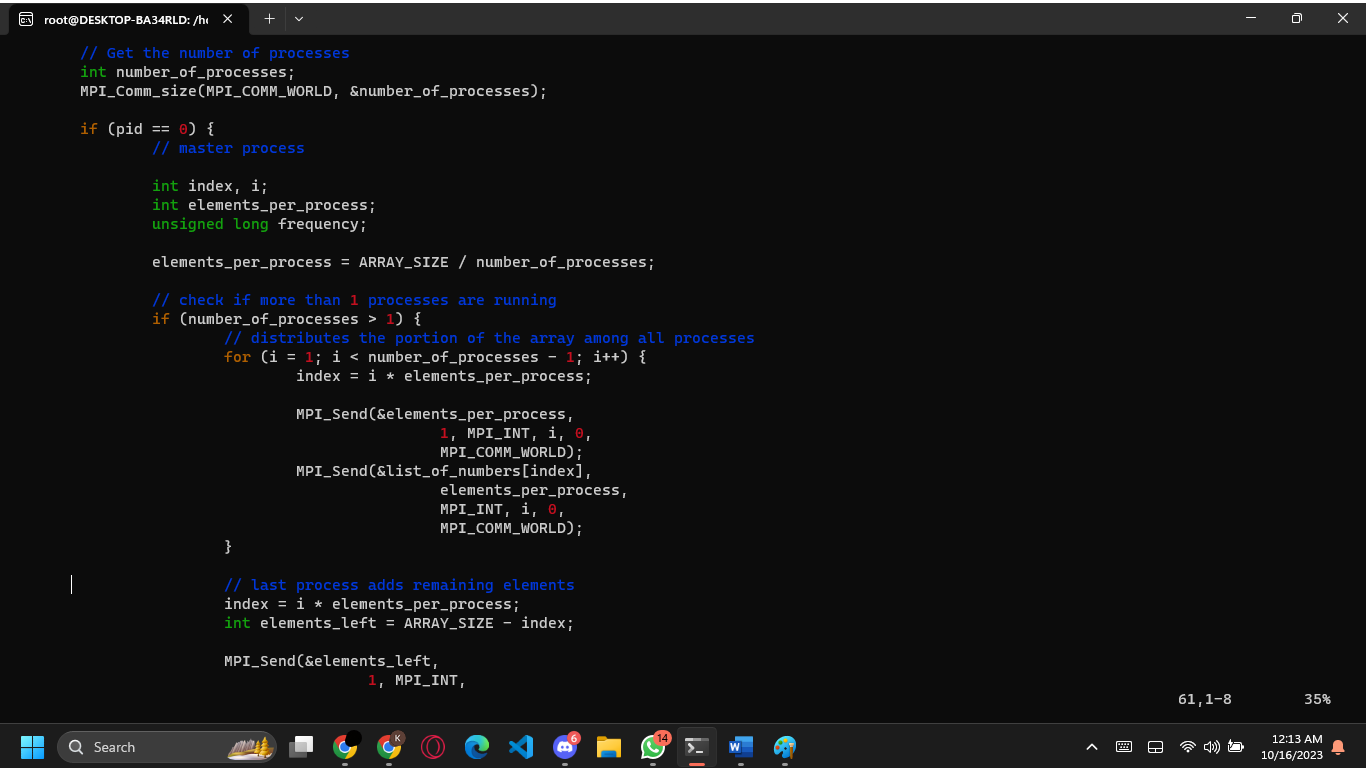 root@DESKTOP-BA34RLD: /h
// Get the number of processes
int number_of_processes;
MPI_Comm_size(MPI_COMM_WORLD, &number_of_processes);
if (pid == 0) {
// master process
int index, i;
int elements_per_process;
unsigned long frequency;
elements_per_process = ARRAY_SIZE / number_of_processes;
// check if more than 1 processes are running
if (number_of_processes > 1) {
// distributes the portion of the array among all processes
for (i = 1; i < number_of_processes - 1; i++) {
index = i * elements_per_process;
MPI_Send(&elements_per_process,
1, MPI_INT, i, 0,
MPI_COMM_WORLD);
MPI_Send(&list_of_numbers[index],
elements_per_process,
MPI_INT, i, 0,
MPI_COMM_WORLD);
}
// last process adds remaining elements
index = i * elements_per_process;
int elements_left = ARRAY_SIZE - index;
MPI_Send(&elements_left,
1, MPI_INT,
61,1-8 35%
Search
K
6
14
12:13 AM
10/16/2023